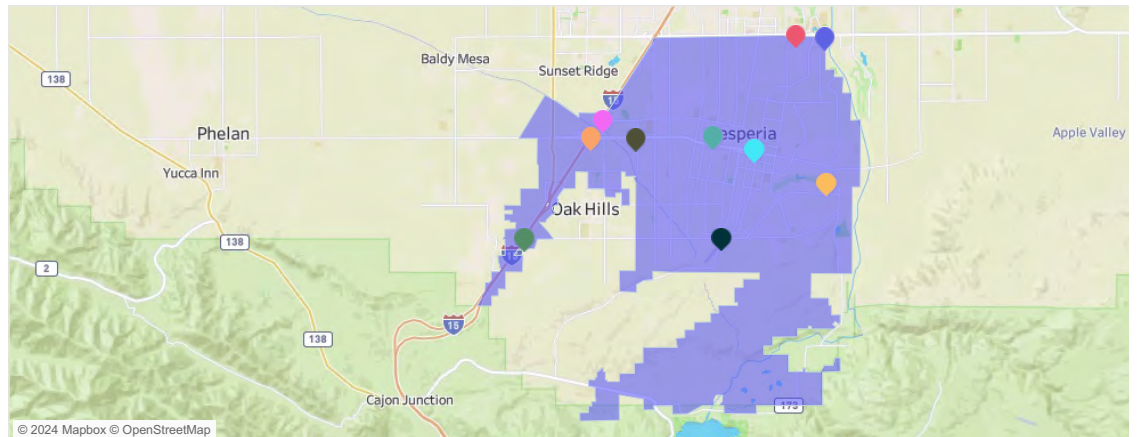 138
Baldy Mesa
Sunset Ridge
15
Phelan
esperia
Apple Valley
Yucca Inn
Oak Hills
138
2
15
138
Cajon Junction
173
© 2024 Mapbox © OpenStreetMap